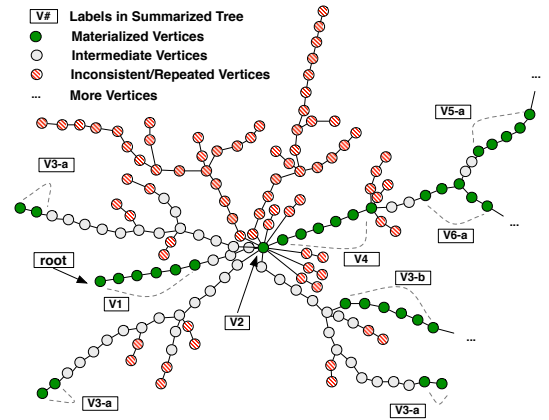 V# Labels in Summarized Tree
Materialized Vertices
Intermediate Vertices
Inconsistent/Repeated Vertices
... More Vertices
...
V5-a
V3-a
V6-a
...
root
V4
V3-b
V1
V2
...
V3-a
V3-a